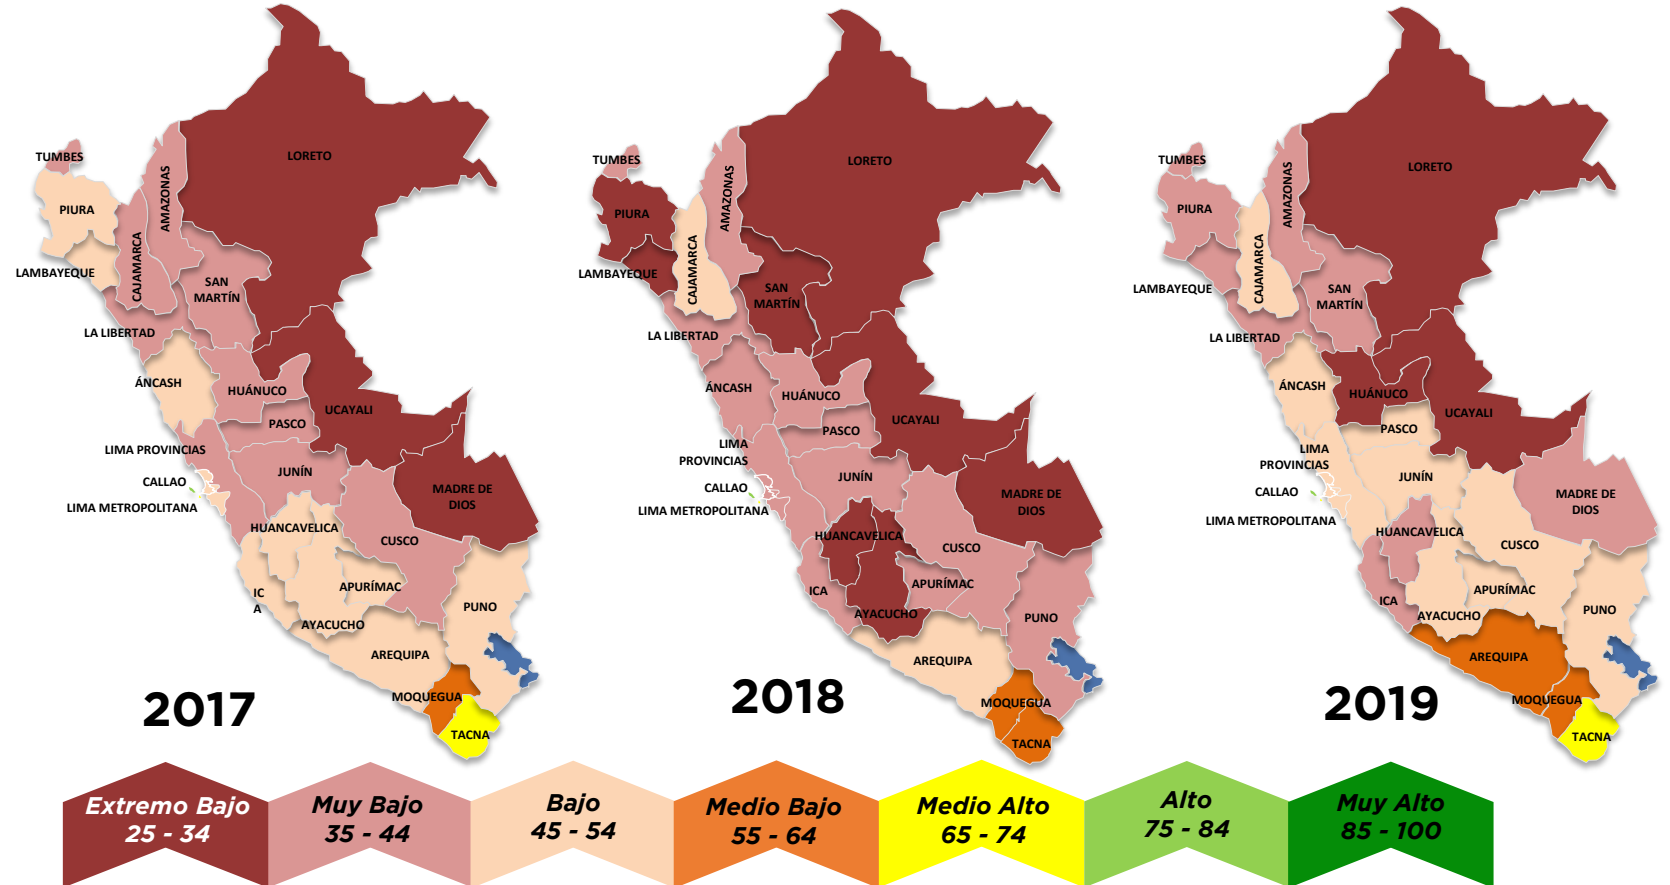 LORETO
TUMBES
AMAZONAS
PIURA
CAJAMARCA
LAMBAYEQUE
SAN
MARTÍN
LA LIBERTAD
ÁNCASH
HUÁNUCO
UCAYALI
PASCO
LIMA PROVINCIAS
JUNÍN
CALLAO
MADRE DE
DIOS
LIMA METROPOLITANA
HUANCAVELICA
CUSCO
APURÍMAC
IC
A
PUNO
AYACUCHO
AREQUIPA
MOQUEGUA
TACNA
2017
LORETO
TUMBES
AMAZONAS
PIURA
CAJAMARCA
LAMBAYEQUE
SAN
MARTÍN
LA LIBERTAD
ÁNCASH
HUÁNUCO
UCAYALI
PASCO
LIMA
PROVINCIAS
JUNÍN
CALLAO
MADRE DE
DIOS
LIMA METROPOLITANA
HUANCAVELICA
CUSCO
APURÍMAC
ICA
AYACUCHO
PUNO
AREQUIPA
MOQUEGUA
TACNA
2018
LORETO
TUMBES
AMAZONAS
PIURA
CAJAMARCA
LAMBAYEQUE
SAN
MARTÍN
LA LIBERTAD
ÁNCASH
HUÁNUCO
UCAYALI
PASCO
LIMA
PROVINCIAS
JUNÍN
CALLAO
MADRE DE
DIOS
LIMA METROPOLITANA
HUANCAVELICA
CUSCO
APURÍMAC
ICA
AYACUCHO
PUNO
AREQUIPA
MOQUEGUA
TACNA
2019
Extremo Bajo
25 - 34
Muy Bajo
35 - 44
Bajo
45 - 54
Medio Bajo
55 - 64
Medio Alto
65 - 74
Alto
75 - 84
Muy Alto
85 - 100